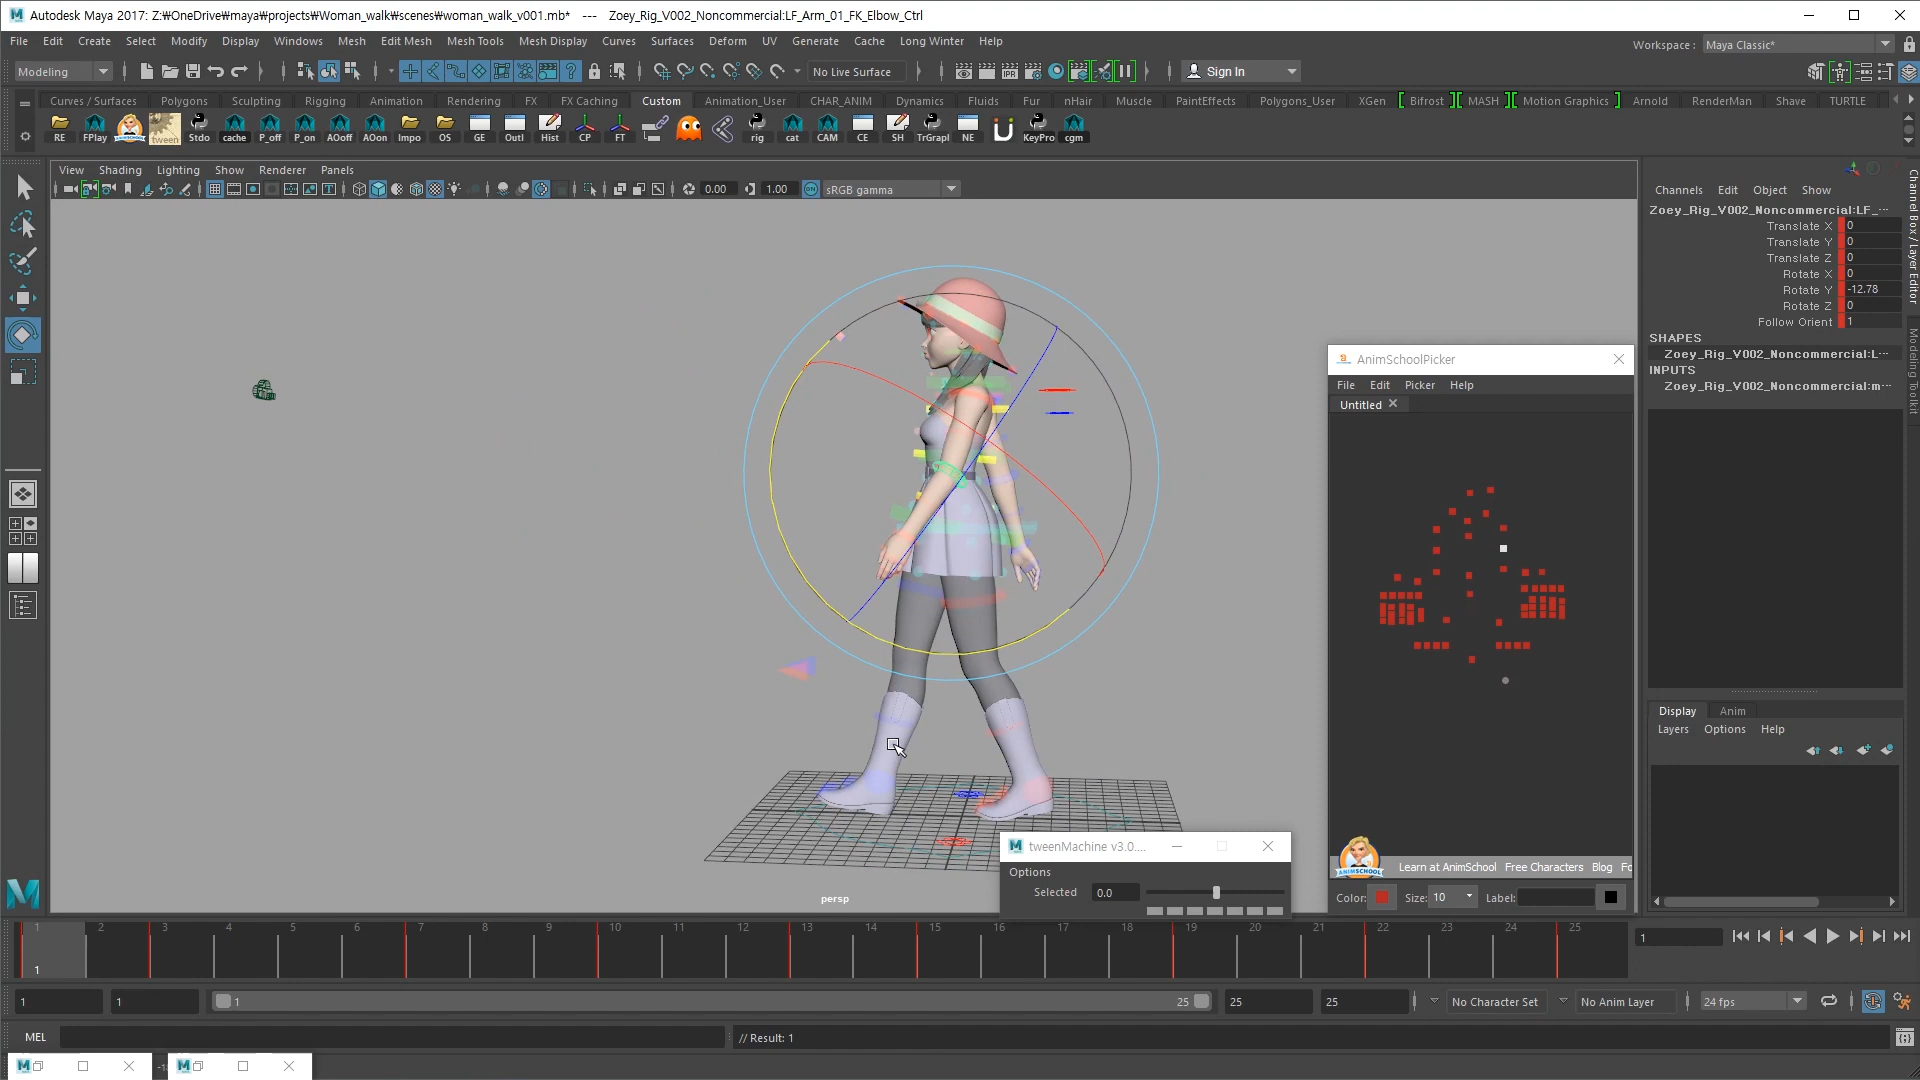 Autodesk Maya 2017: Z:₩OneDrive₩maya₩projects₩Woman_walk₩scenes₩woman_walk_v001.mb*   ---   Zoey_Rig_V002_Noncommercial:LF_Arm_01_FK_Elbow_Ctrl
File Edit Create Select Modify Display Windows Mesh Edit Mesh Mesh Tools Mesh Display Curves Surfaces Deform UV Generate Cache Long Winter Help
Workspace : Maya Classic*
Modeling No Live Surface Sign In
Curves / Surfaces Polygons Sculpting Rigging Animation Rendering FX FX Caching Custom Animation_User CHAR_ANIM Dynamics Fluids Fur nHair Muscle PaintEffects Polygons_User XGen Bifrost MASH Motion Graphics Arnold RenderMan Shave TURTLE
RE FPlay tween Stdo cache P_off P_on AOoff AOon Impo OS GE Outl Hist CP FT rig cat CAM CE SH TrGrapl NE KeyPro cgm
View Shading Lighting Show Renderer Panels
0.00 1.00 ON sRGB gamma
Channels Edit Object Show
Zoey_Rig_V002_Noncommercial:LF_...
Translate X 0
Translate Y 0
Translate Z 0
Rotate X 0
Rotate Y -12.78
Rotate Z 0
Follow Orient 1
SHAPES
Zoey_Rig_V002_Noncommercial:L...
INPUTS
Zoey_Rig_V002_Noncommercial:m...
Channel Box / Layer Editor
Modeling Toolkit
AnimSchoolPicker
File Edit Picker Help
Untitled
ANIMSCHOOL
Learn at AnimSchool Free Characters Blog Fo
Color: Size: 10 Label:
Display Anim
Layers Options Help
tweenMachine v3.0....
Options
Selected 0.0
persp
1 2 3 4 5 6 7 8 9 10 11 12 13 14 15 16 17 18 19 20 21 22 23 24 25
1
1
1 1 1 25 25 25 No Character Set No Anim Layer 24 fps
MEL // Result: 1